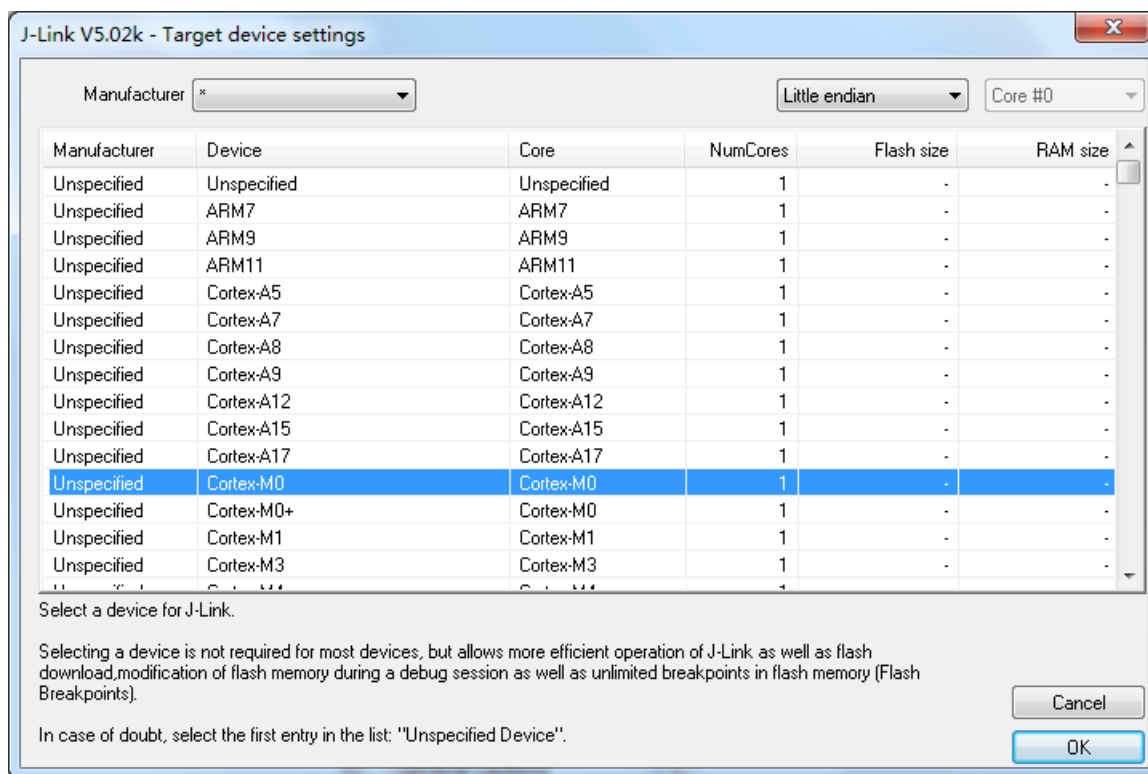 J-Link V5.02k - Target device settings
Manufacturer * Little endian Core #0
Manufacturer Device Core NumCores Flash size RAM size
Unspecified Unspecified Unspecified 1 - -
Unspecified ARM7 ARM7 1 - -
Unspecified ARM9 ARM9 1 - -
Unspecified ARM11 ARM11 1 - -
Unspecified Cortex-A5 Cortex-A5 1 - -
Unspecified Cortex-A7 Cortex-A7 1 - -
Unspecified Cortex-A8 Cortex-A8 1 - -
Unspecified Cortex-A9 Cortex-A9 1 - -
Unspecified Cortex-A12 Cortex-A12 1 - -
Unspecified Cortex-A15 Cortex-A15 1 - -
Unspecified Cortex-A17 Cortex-A17 1 - -
Unspecified Cortex-M0 Cortex-M0 1 - -
Unspecified Cortex-M0+ Cortex-M0 1 - -
Unspecified Cortex-M1 Cortex-M1 1 - -
Unspecified Cortex-M3 Cortex-M3 1 - -
Select a device for J-Link.
Selecting a device is not required for most devices, but allows more efficient operation of J-Link as well as flash
download,modification of flash memory during a debug session as well as unlimited breakpoints in flash memory (Flash
Breakpoints).
Cancel
In case of doubt, select the first entry in the list: "Unspecified Device".
OK